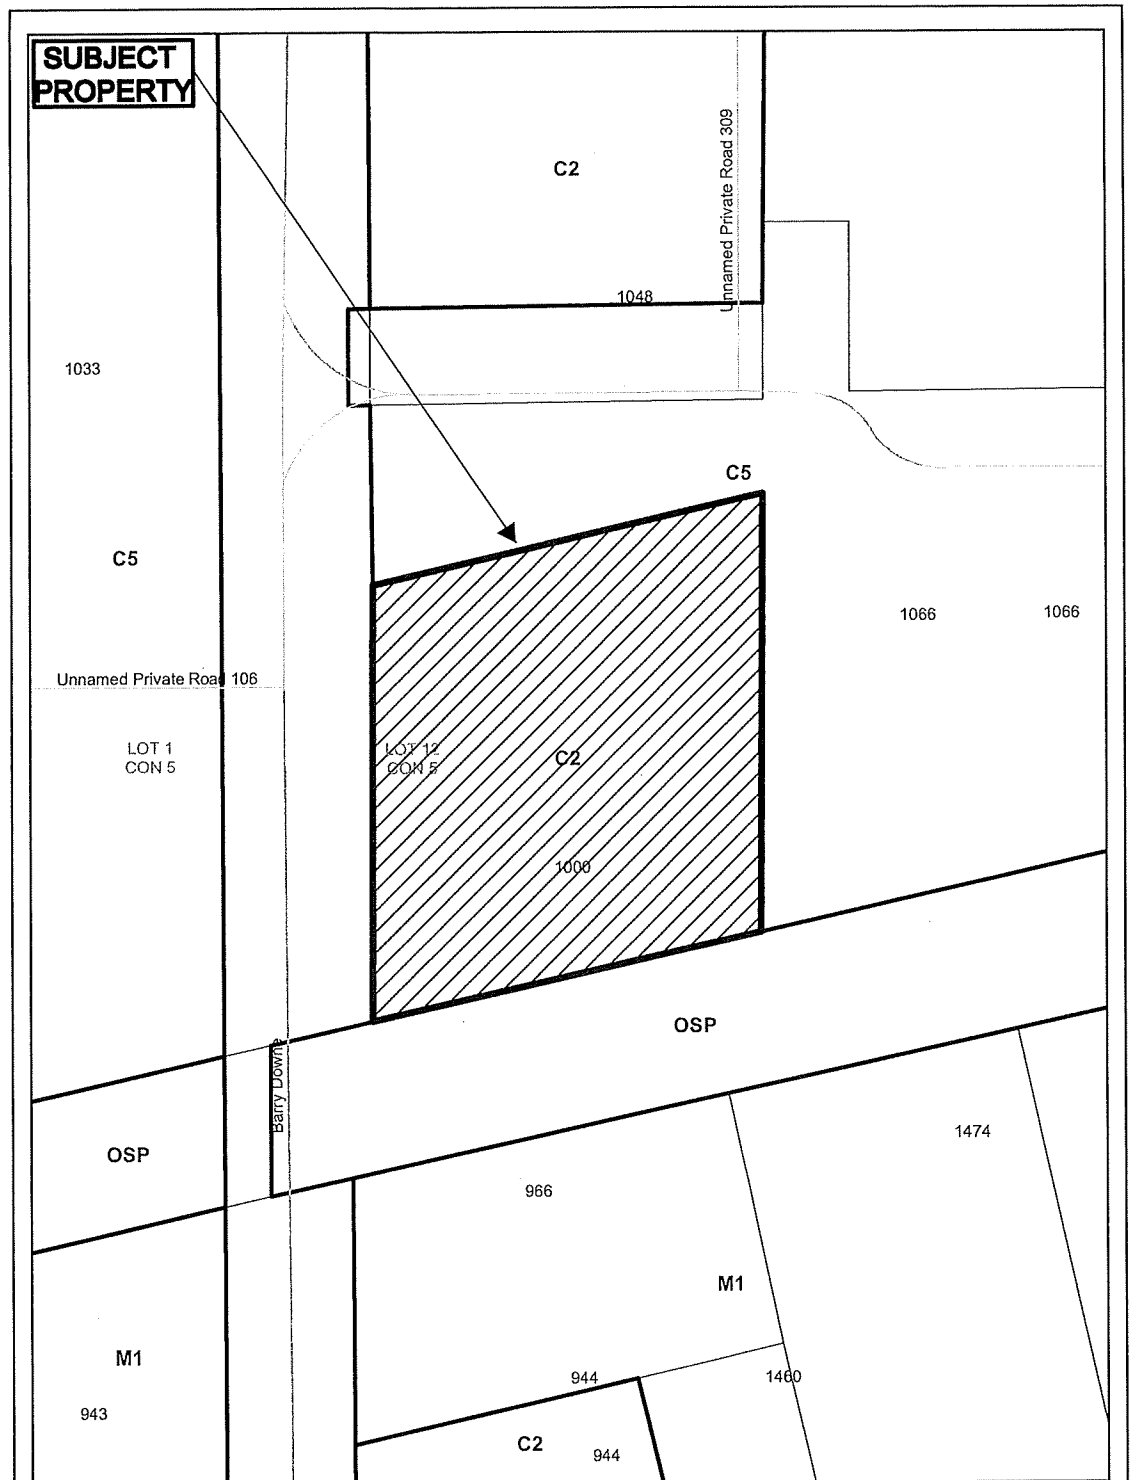 SUBJECT
PROPERTY
C2
Unnamed Private Road 309
1048
1033
C5
C5
1066
1066
Unnamed Private Road 106
LOT 1
CON 5
LOT 12
CON 5
C2
1000
OSP
Barry Downe
OSP
1474
966
M1
M1
944
1460
943
C2
944